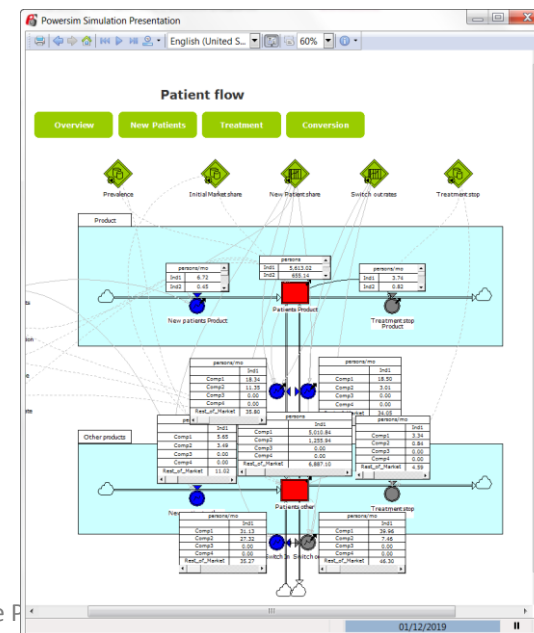 Powersim Simulation Presentation
English (United S... 60%
Patient flow
Overview New Patients Treatment Conversion
Prevalence Initial Market share New Patient share Switch out rates Treatment stop
Product
persons/mo
Ind1 6.72
Ind2 0.45
persons
Ind1 5,613.02
Ind2 655.14
persons/mo
Ind1 3.74
Ind2 0.82
New patients Product
Patients Product
Treatment stop
Product
persons/mo
Ind1
Comp1 18.34
Comp2 11.35
Comp3 0.00
Comp4 0.00
Rest_of_Market 35.80
persons/mo
Ind1
Comp1 18.50
Comp2 3.01
Comp3 0.00
Comp4 0.00
34.05
Other products
persons/mo
Ind1
Comp1 5.65
Comp2 3.49
Comp3 0.00
Comp4 0.00
Rest_of_Market 11.02
persons
Ind1
Comp1 5,010.84
Comp2 1,255.94
Comp3 0.00
Comp4 0.00
Rest_of_Market 6,887.10
persons/mo
Ind1
Comp1 3.34
Comp2 0.84
Comp3 0.00
Comp4 0.00
Rest_of_Market 4.59
Patients other
Treatment stop
persons/mo
Ind1
Comp1 31.13
Comp2 27.32
Comp3 0.00
Comp4 0.00
Rest_of_Market 35.27
persons/mo
Ind1
Comp1 39.96
Comp2 7.46
Comp3 0.00
Comp4 0.00
Rest_of_Market 46.30
01/12/2019